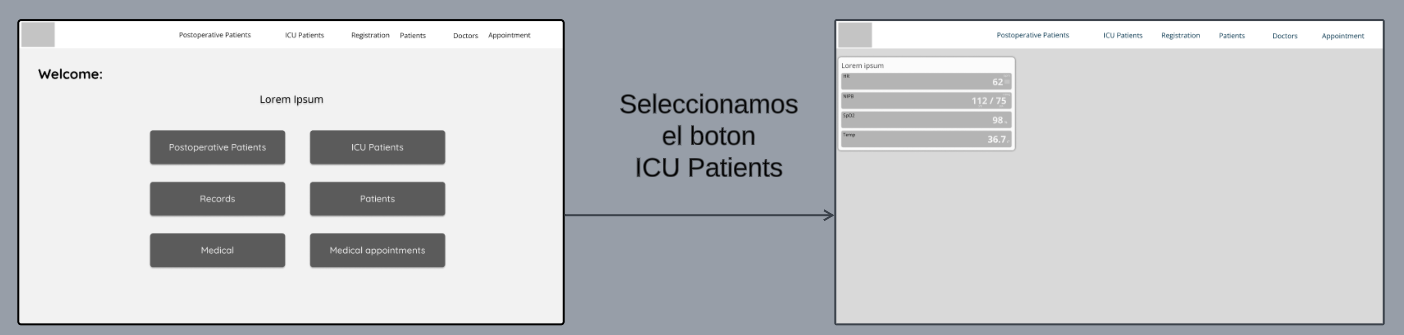 Postoperative Patients ICU Patients Registration Patients Doctors Appointment
Welcome:
Lorem Ipsum
Postoperative Patients ICU Patients
Records Patients
Medical Medical appointments
Seleccionamos
el boton
ICU Patients
Postoperative Patients ICU Patients Registration Patients Doctors Appointment
Lorem ipsum
62
112 / 75
SpO2
98
Temp
36.7